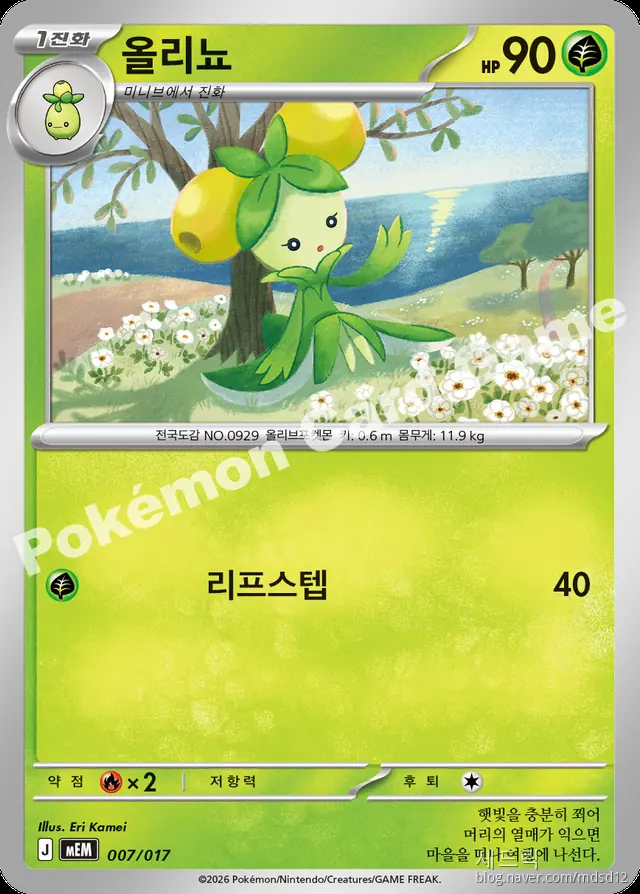 1진화 올리뇨 HP 90
미니브에서 진화
전국도감 NO.0929 올리브포켓몬 키: 0.6 m 몸무게: 11.9 kg
Pokémon Card Game
리프스텝 40
약점 ×2 저항력 후퇴
Illus. Eri Kamei
J mEM 007/017
햇빛을 충분히 쬐어
머리의 열매가 익으면
마을을 떠나 여행에 나선다.
©2026 Pokémon/Nintendo/Creatures/GAME FREAK.
blog.naver.com/mdsd12